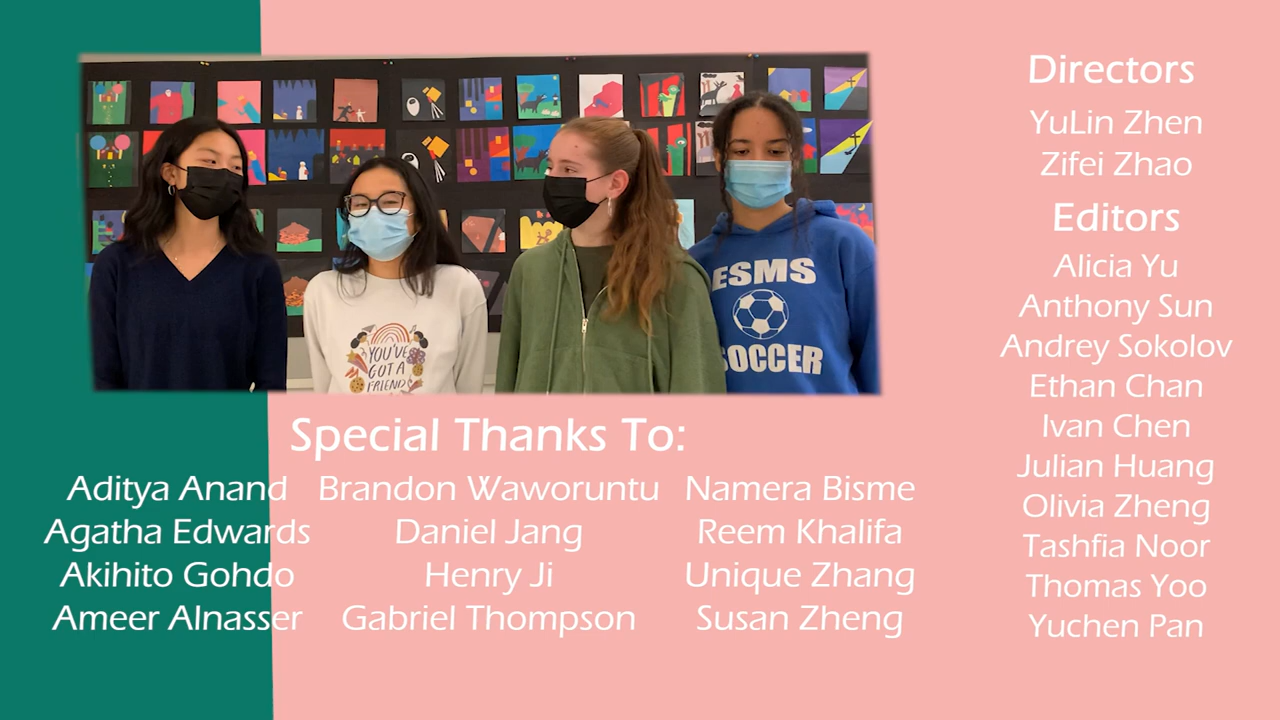 ESMS
SOCCER
YOU'VE
GOT A
FRIEND
Special Thanks To:
Aditya Anand
Agatha Edwards
Akihito Gohdo
Ameer Alnasser
Brandon Waworuntu
Daniel Jang
Henry Ji
Gabriel Thompson
Namera Bisme
Reem Khalifa
Unique Zhang
Susan Zheng
Directors
YuLin Zhen
Zifei Zhao
Editors
Alicia Yu
Anthony Sun
Andrey Sokolov
Ethan Chan
Ivan Chen
Julian Huang
Olivia Zheng
Tashfia Noor
Thomas Yoo
Yuchen Pan